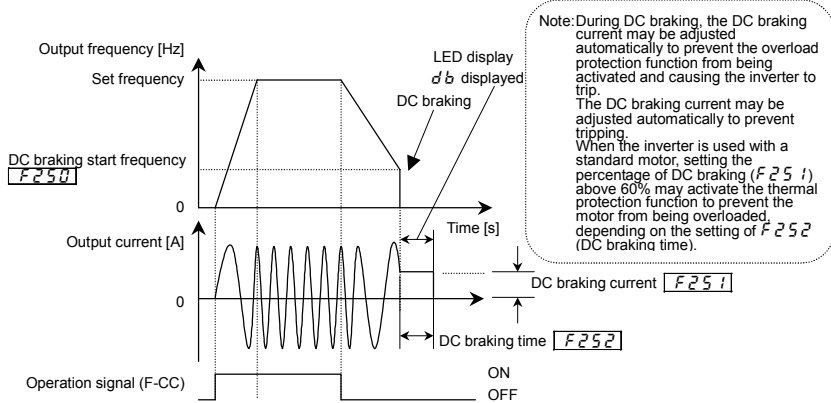 Output frequency [Hz]
Set frequency
DC braking start frequency
F250
0
LED display
db displayed
DC braking
Time [s]
Output current [A]
0
DC braking current F251
DC braking time F252
Operation signal (F-CC)
ON
OFF
Note:During DC braking, the DC braking
current may be adjusted
automatically to prevent the overload
protection function from being
activated and causing the inverter to
trip.
The DC braking current may be
adjusted automatically to prevent
tripping.
When the inverter is used with a
standard motor, setting the
percentage of DC braking (F251)
above 60% may activate the thermal
protection function to prevent the
motor from being overloaded,
depending on the setting of F252
(DC braking time).